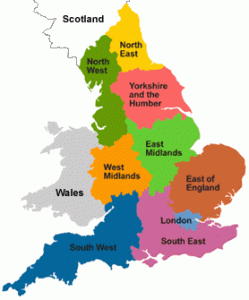 Scotland
North
East
North
West
Yorkshire
and the
Humber
East
Midlands
West
Midlands
East of
England
Wales
London
South West
South East